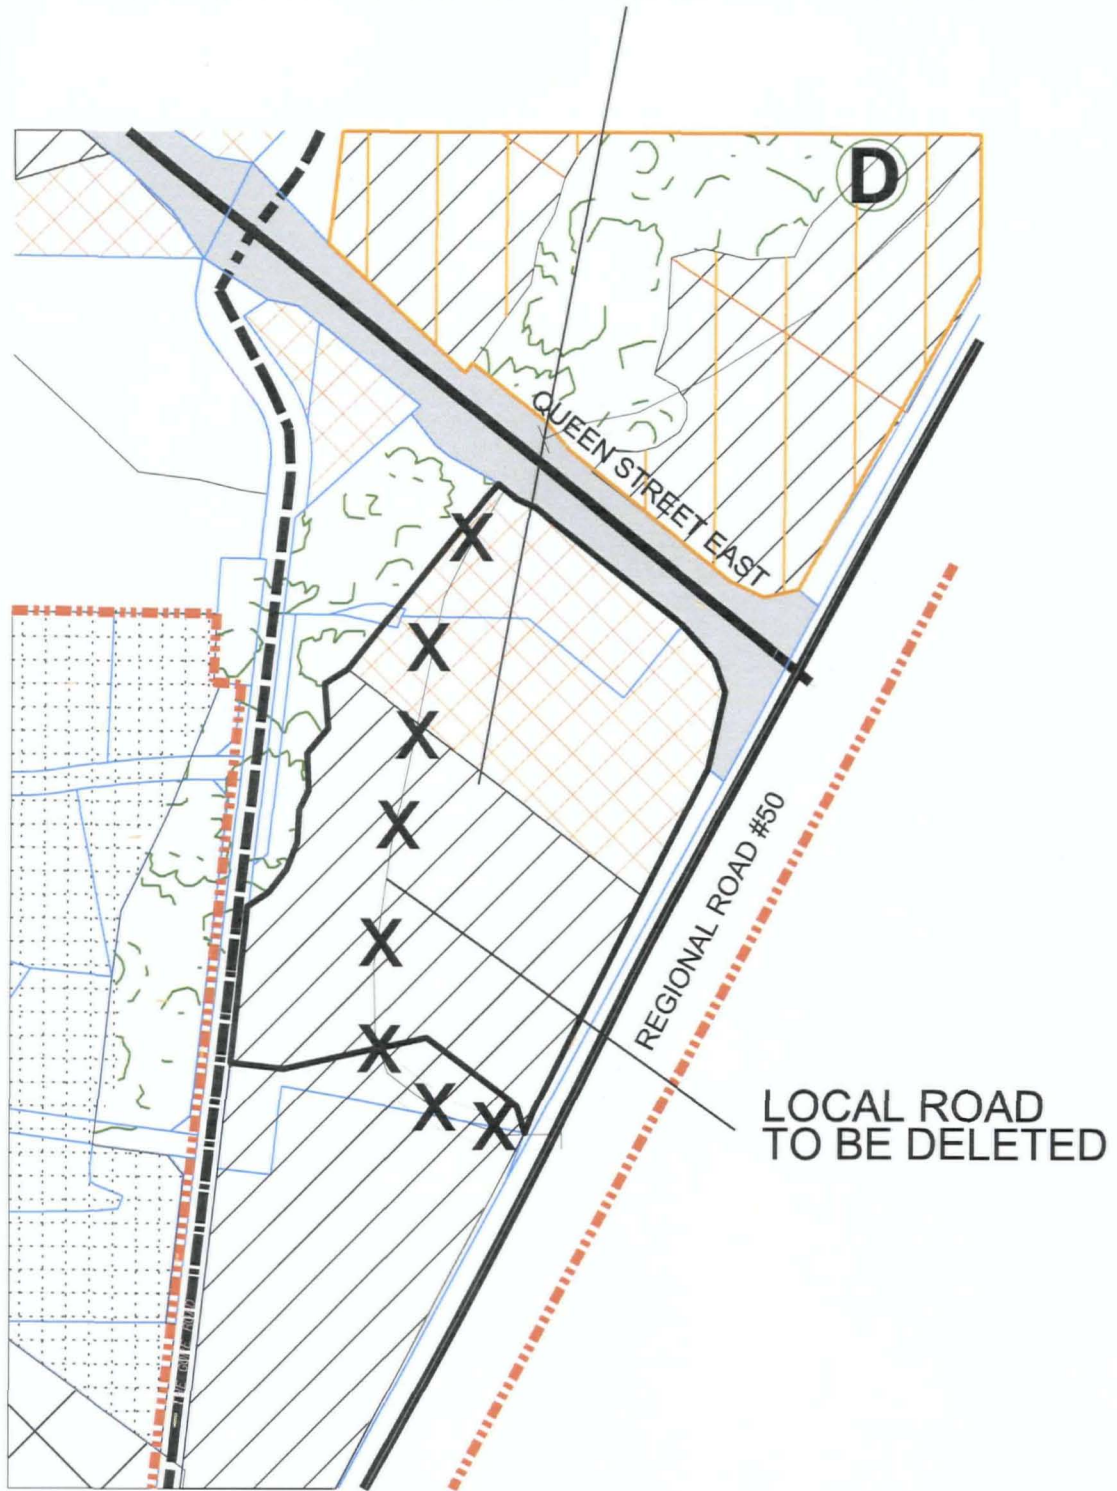 D
QUEEN STREET EAST
X
X
X
X
X
X
X
X
REGIONAL ROAD #50
LOCAL ROAD
TO BE DELETED